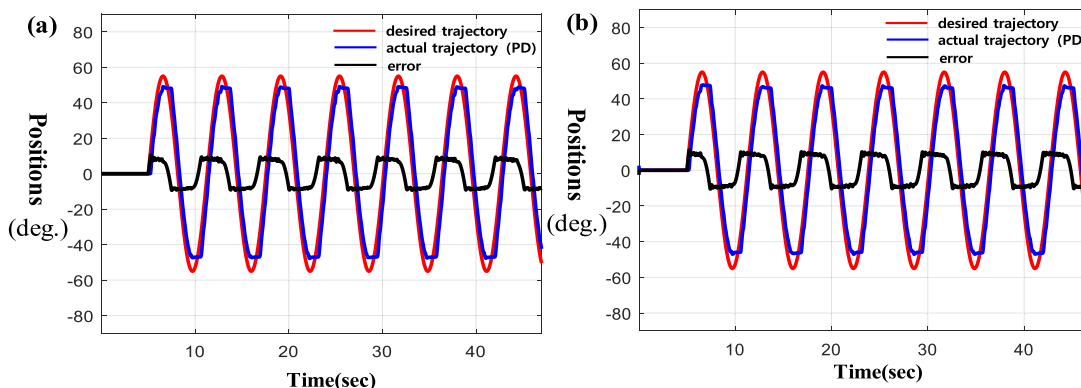 (a)
desired trajectory
actual trajectory (PD)
error
80
60
40
20
0
-20
-40
-60
-80
Positions
(deg.)
10
20
30
40
Time(sec)
(b)
desired trajectory
actual trajectory (PD
error
80
60
40
20
0
-20
-40
-60
-80
Positions
(deg.)
10
20
30
40
Time(sec)